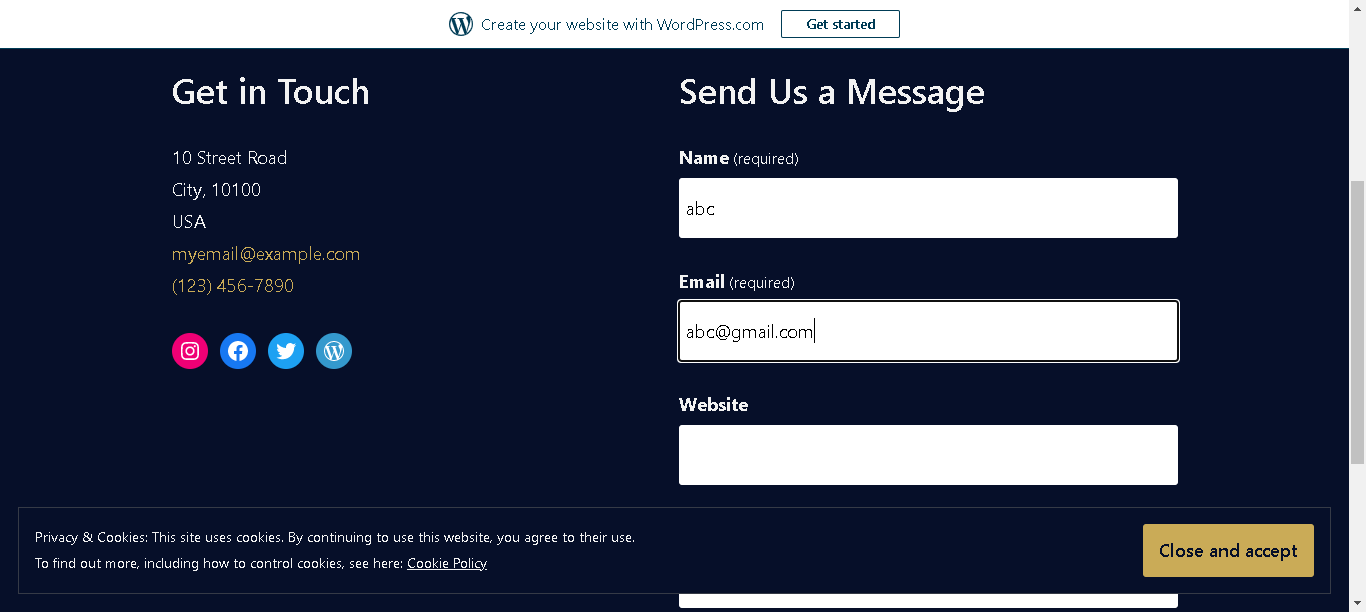 Create your website with WordPress.com
Get started
Get in Touch
10 Street Road
City, 10100
USA
myemail@example.com
(123) 456-7890
Send Us a Message
Name (required)
abc
Email (required)
abc@gmail.com
Website
Privacy & Cookies: This site uses cookies. By continuing to use this website, you agree to their use.
To find out more, including how to control cookies, see here: Cookie Policy
Close and accept